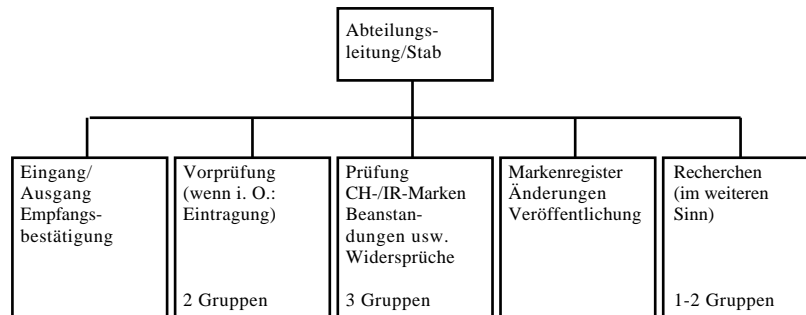 Abteilungs-
leitung/Stab
Eingang/
Ausgang
Empfangs-
bestätigung
Vorprüfung
(wenn i. O.:
Eintragung)
2 Gruppen
Prüfung
CH-/IR-Marken
Beanstan-
dungen usw.
Widersprüche
3 Gruppen
Markenregister
Änderungen
Veröffentlichung
Recherchen
(im weiteren
Sinn)
1-2 Gruppen